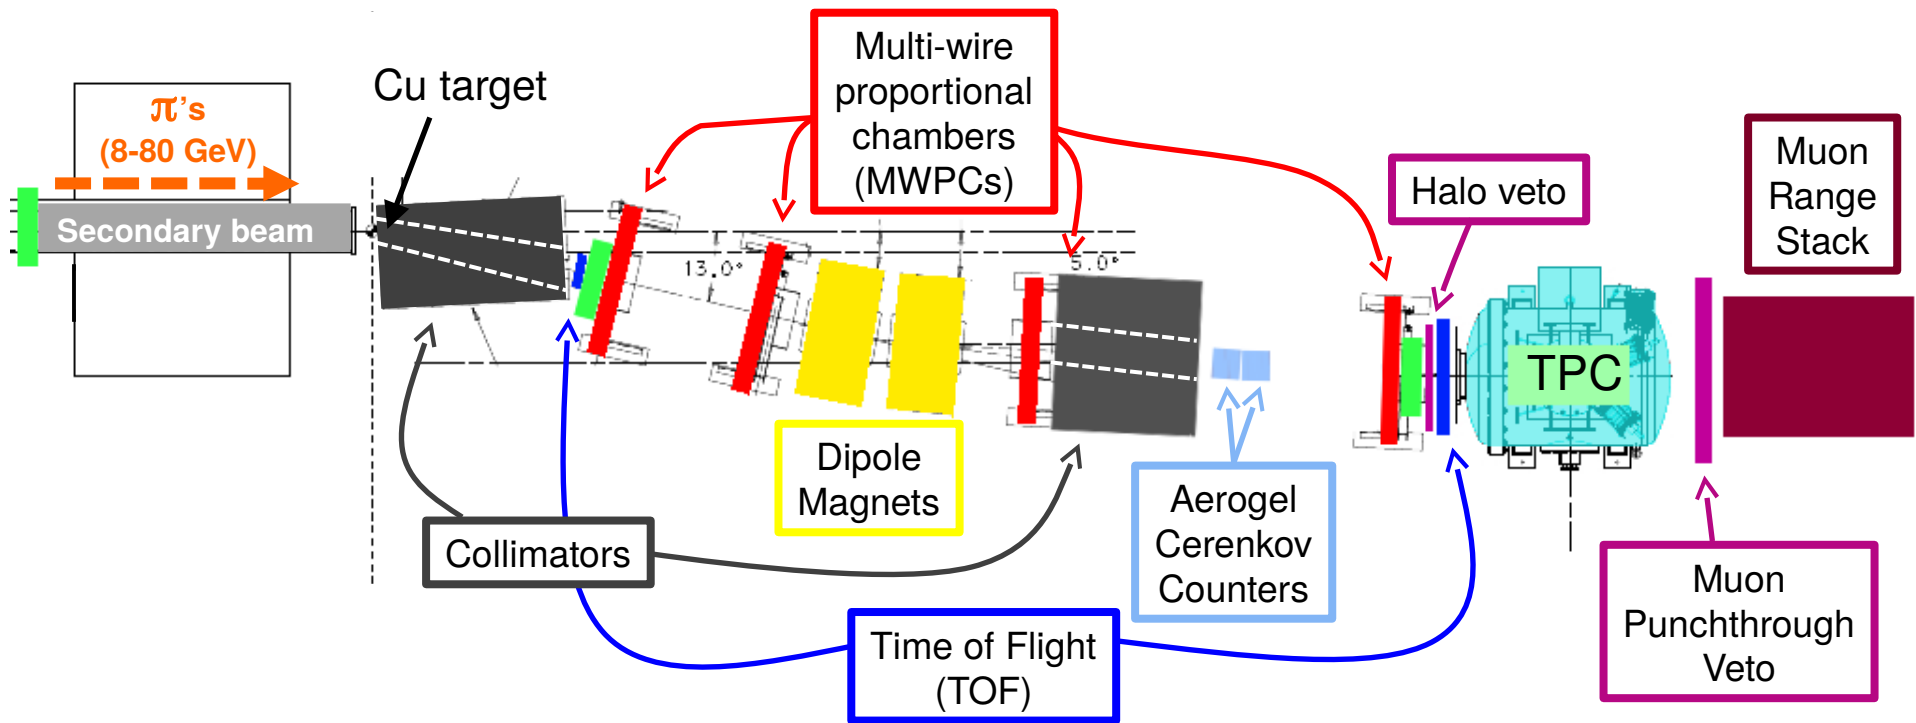 Multi-wire
proportional
chambers
(MWPCs)
Cu target
π's
(8-80 GeV)
Secondary beam
13.0°
5.0°
Halo veto
Muon
Range
Stack
TPC
Dipole
Magnets
Collimators
Aerogel
Cerenkov
Counters
Time of Flight
(TOF)
Muon
Punchthrough
Veto